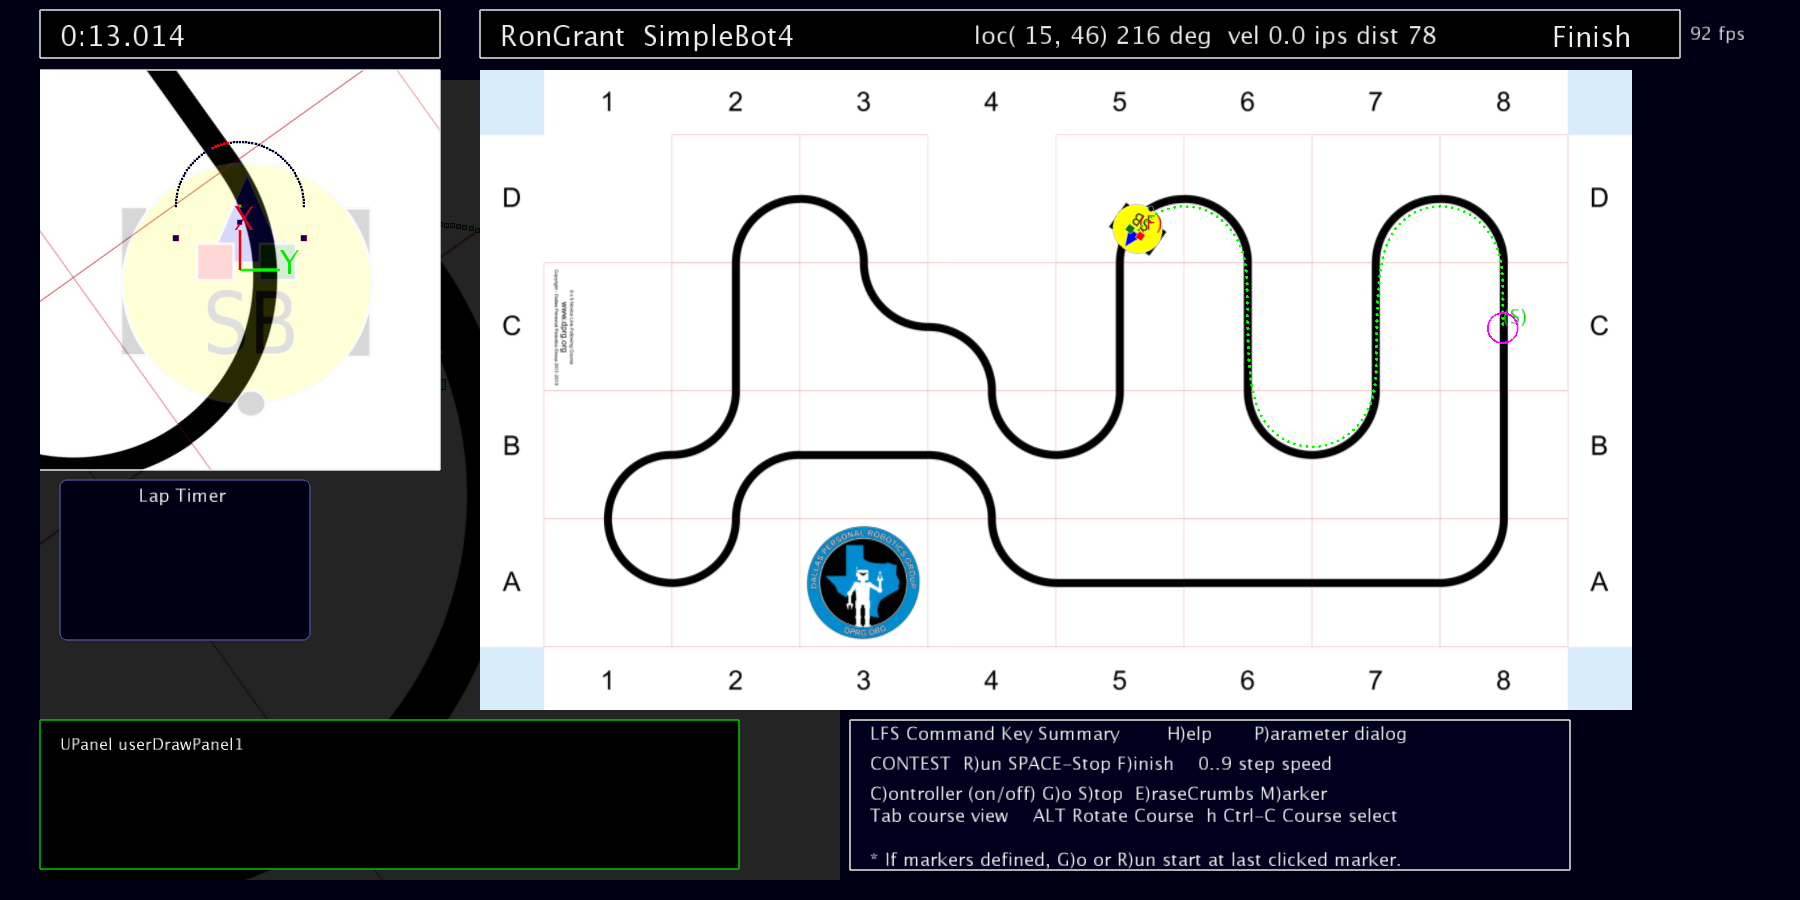 0:13.014
RonGrant SimpleBot4 loc( 15, 46) 216 deg vel 0.0 ips dist 78 Finish
92 fps
1 2 3 4 5 6 7 8
D D
C C
B B
A A
1 2 3 4 5 6 7 8
X
Y
SB
SB
S)
www.dprg.org
DALLAS PERSONAL ROBOTICS GROUP
DPRG.ORG
Lap Timer
UPanel userDrawPanel1
LFS Command Key Summary H)elp P)arameter dialog
CONTEST R)un SPACE-Stop F)inish 0..9 step speed
C)ontroller (on/off) G)o S)top E)raseCrumbs M)arker
Tab course view ALT Rotate Course h Ctrl-C Course select
* If markers defined, G)o or R)un start at last clicked marker.